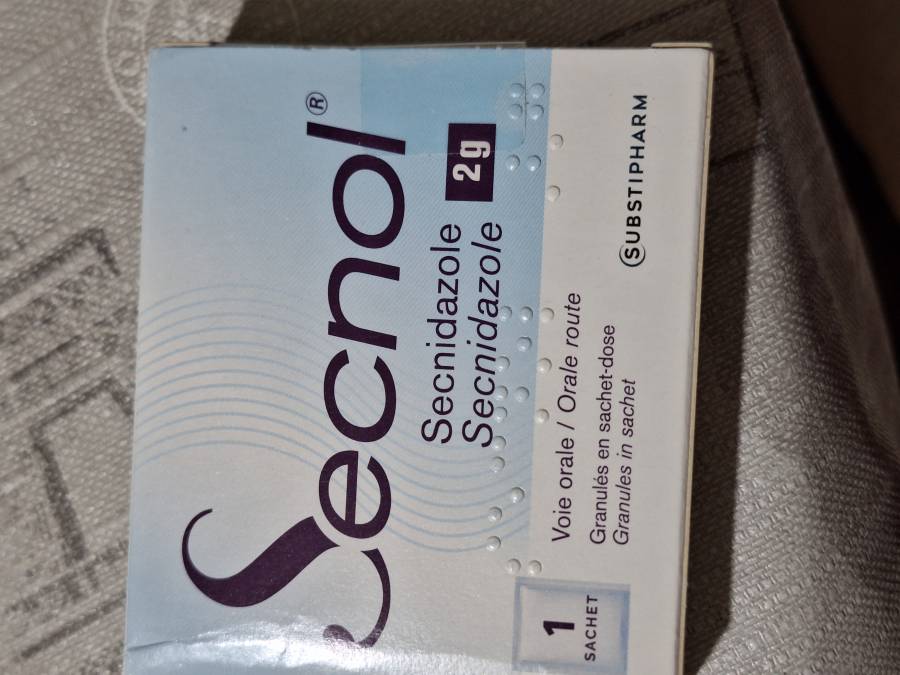 Secnol®
Secnidazole
Secnidazole
2g
Voie orale / Orale route
Granulés en sachet-dose
Granules in sachet
1
SACHET
SUBSTIPHARM